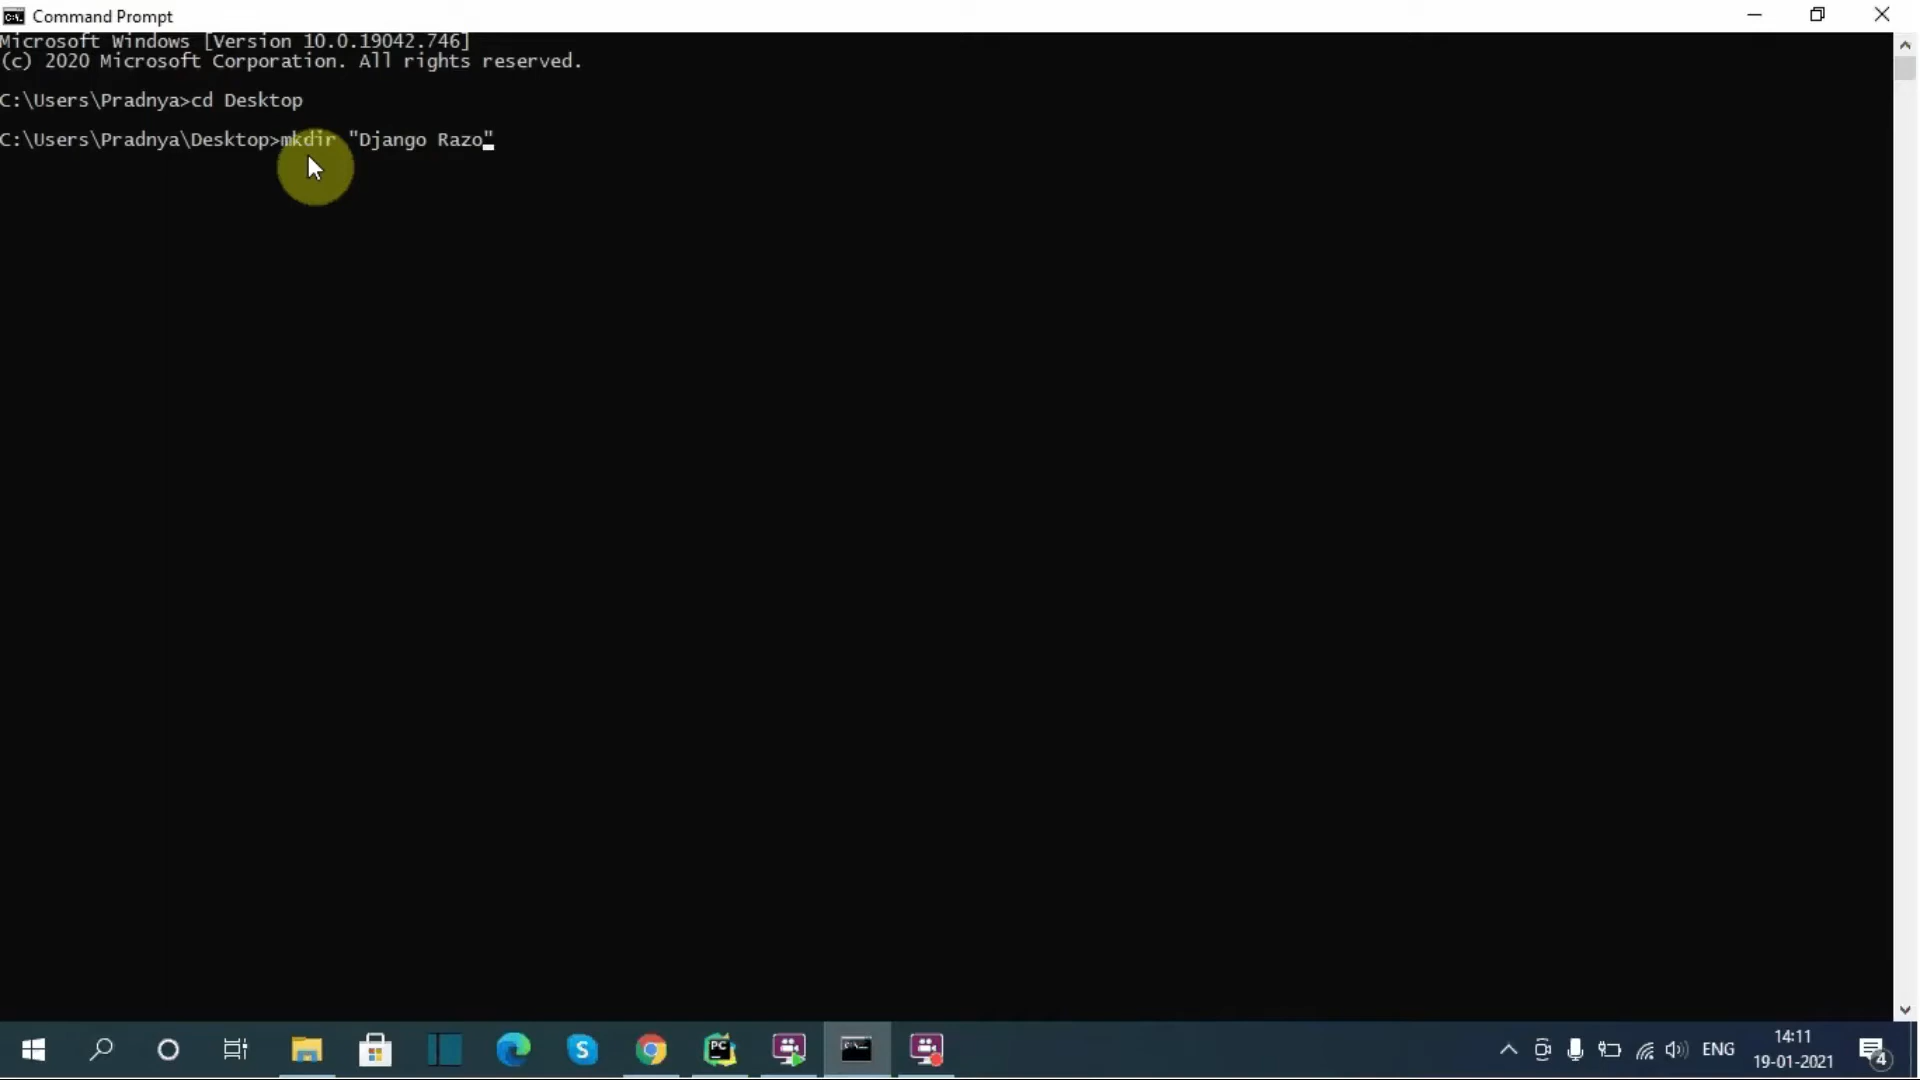 Command Prompt
Microsoft Windows [Version 10.0.19042.746]
(c) 2020 Microsoft Corporation. All rights reserved.
C:\Users\Pradnya>cd Desktop
C:\Users\Pradnya\Desktop>mkdir "Django Razo"
ENG
14:11
19-01-2021
4